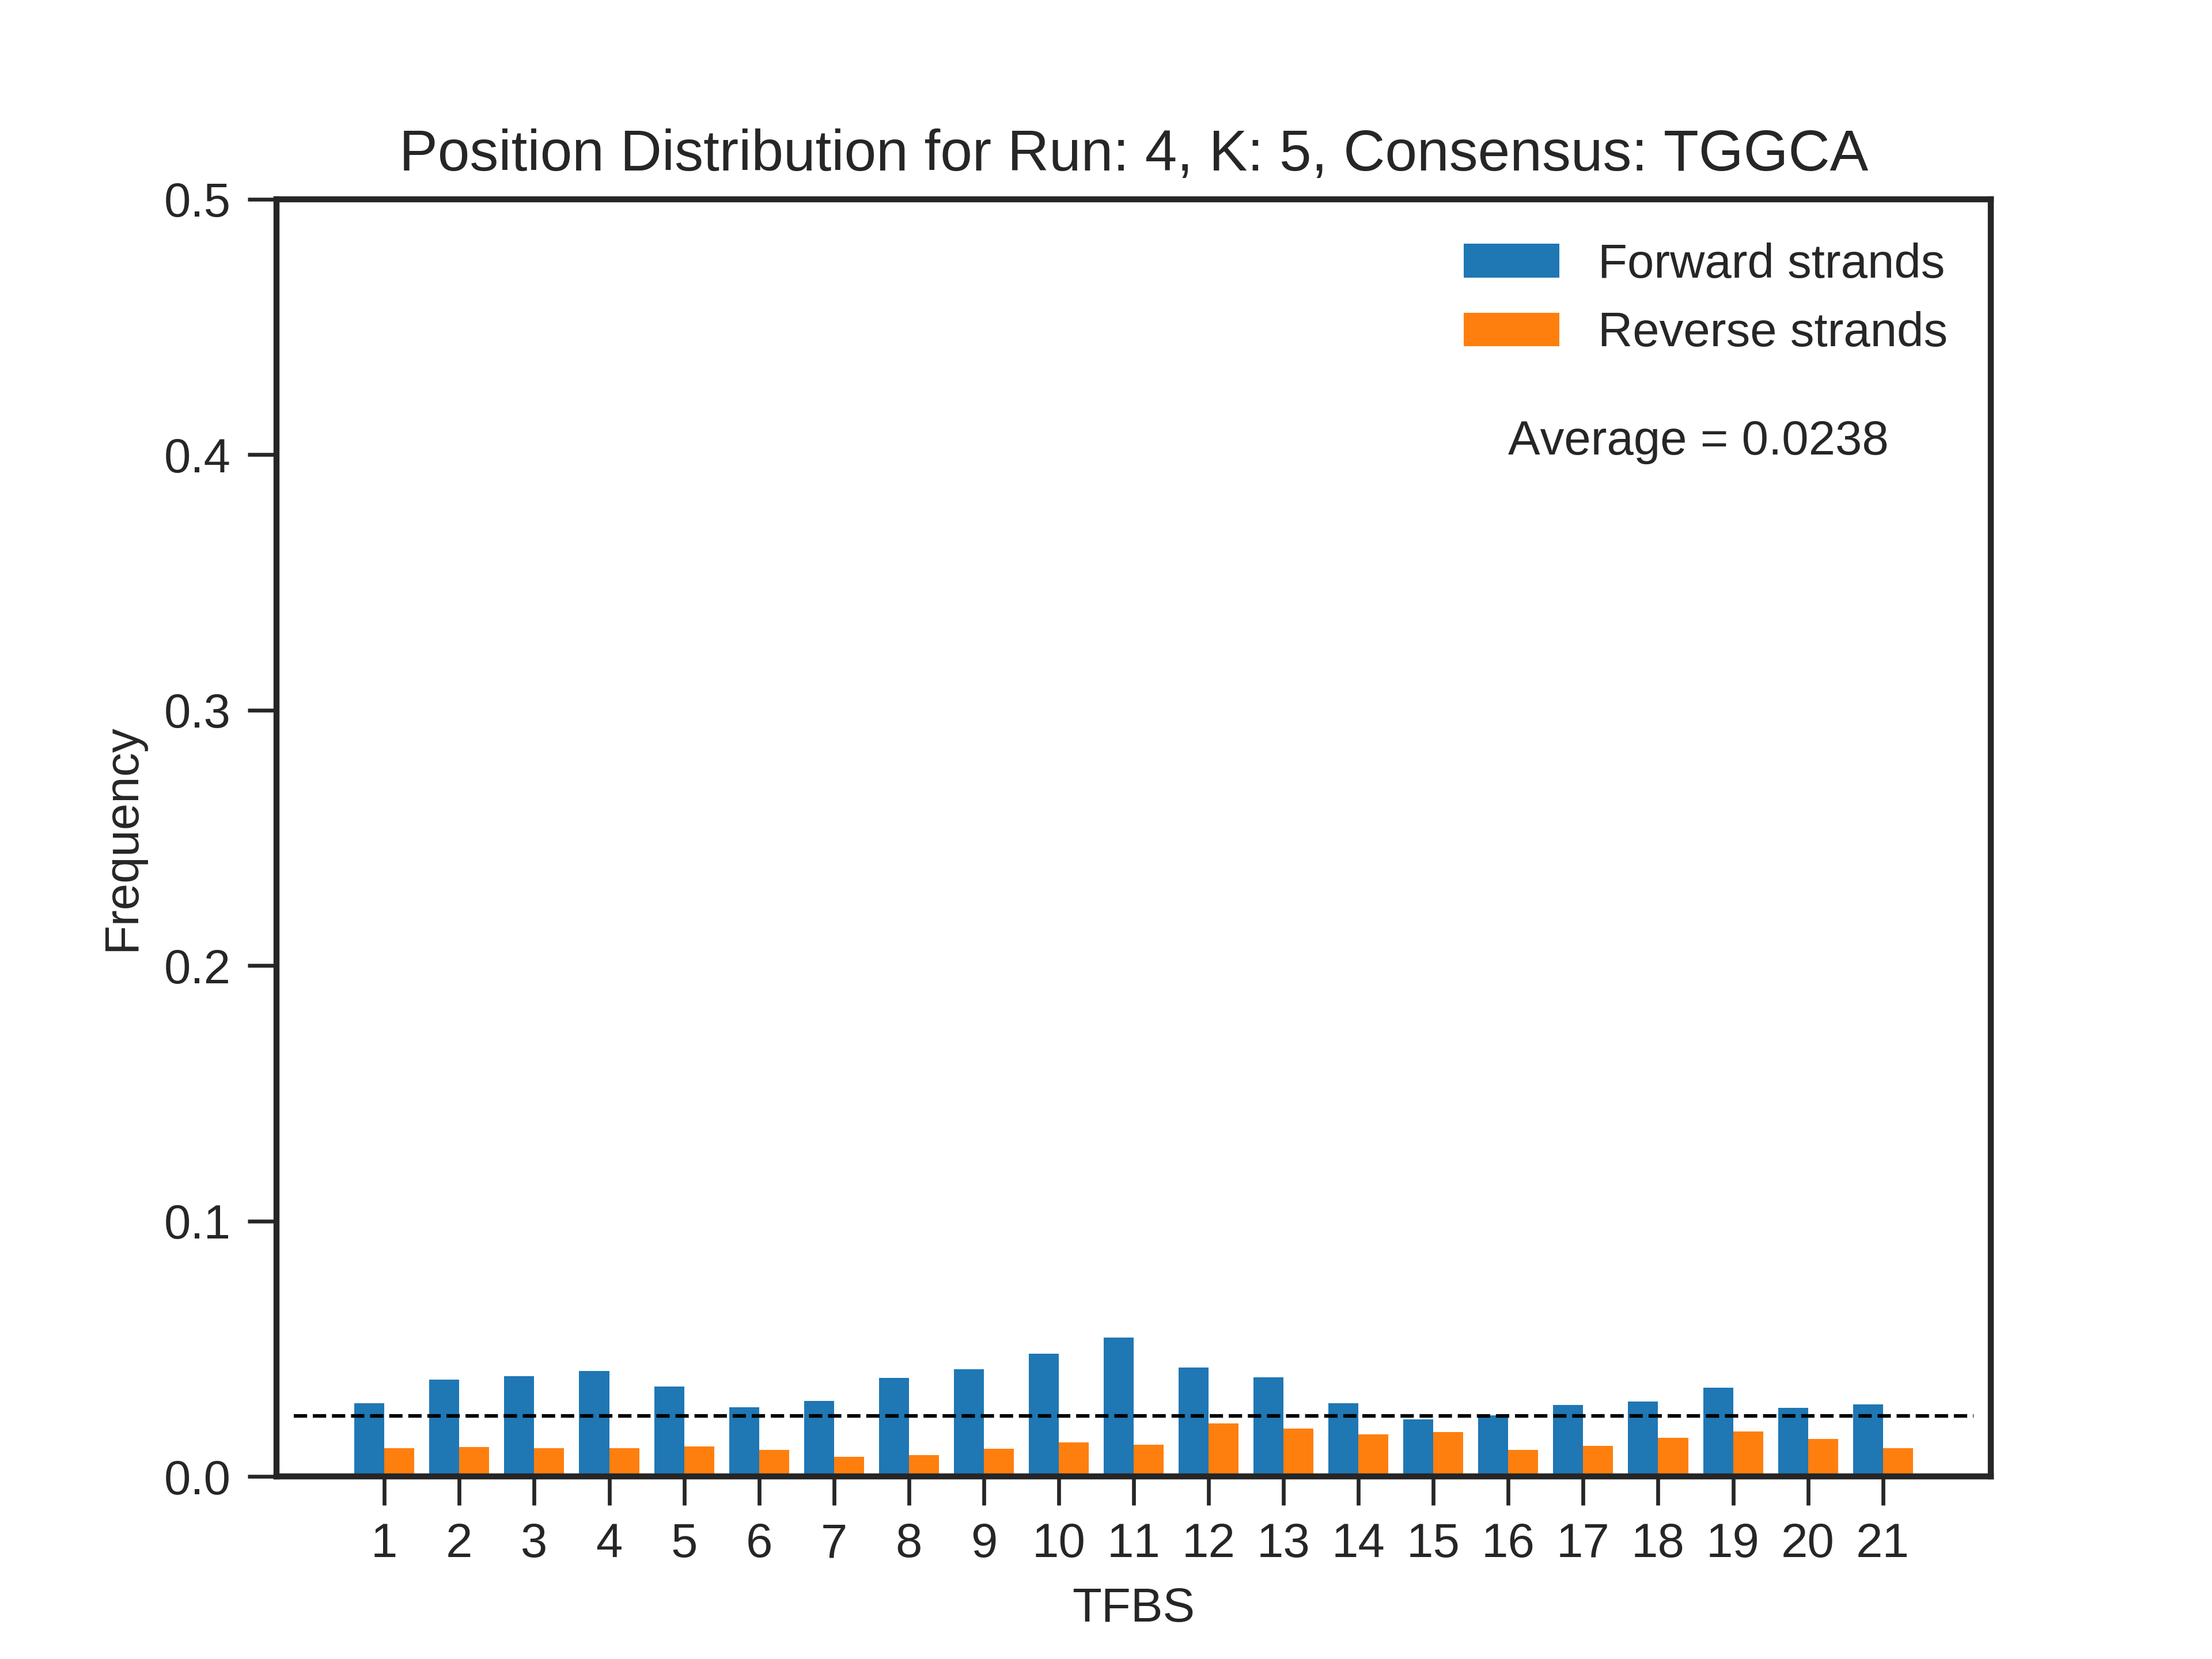 Position Distribution for Run: 4, K: 5, Consensus: TGGCA
0.5
0.4
0.3
0.2
0.1
0.0
Frequency
Forward strands
Reverse strands
Average = 0.0238
1 2 3 4 5 6 7 8 9 10 11 12 13 14 15 16 17 18 19 20 21
TFBS